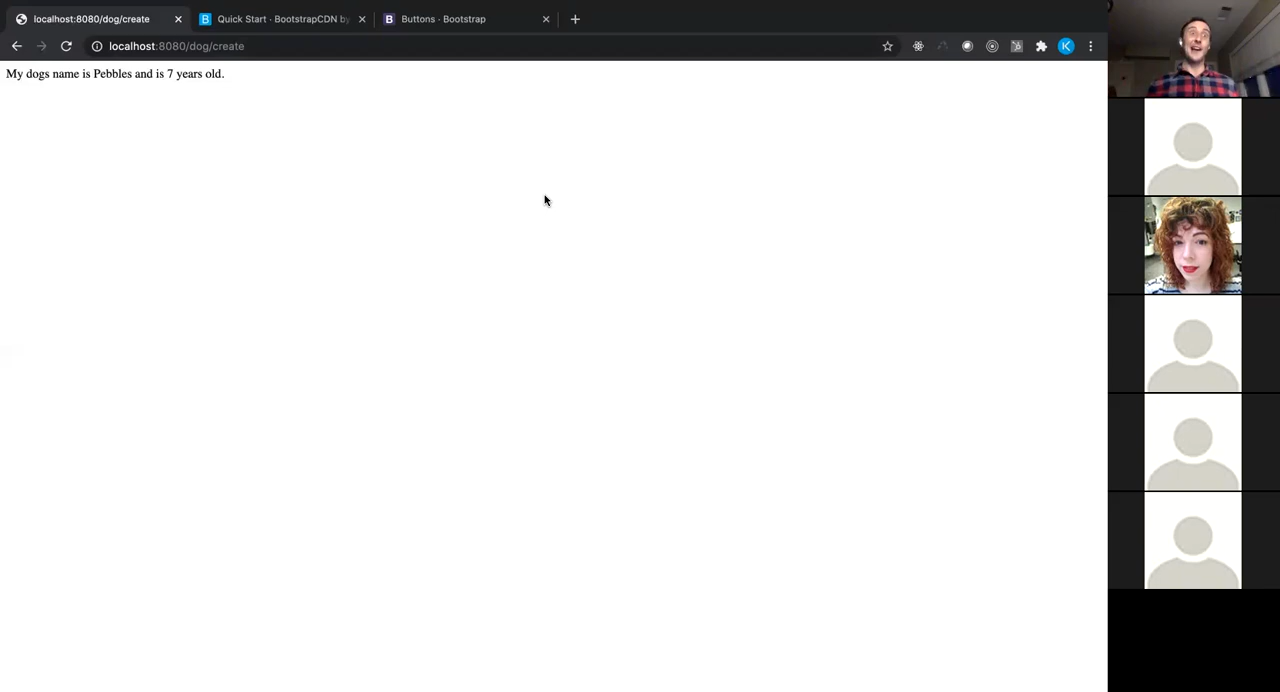 localhost:8080/dog/create
Quick Start · BootstrapCDN by
Buttons · Bootstrap
localhost:8080/dog/create
K
My dogs name is Pebbles and is 7 years old.